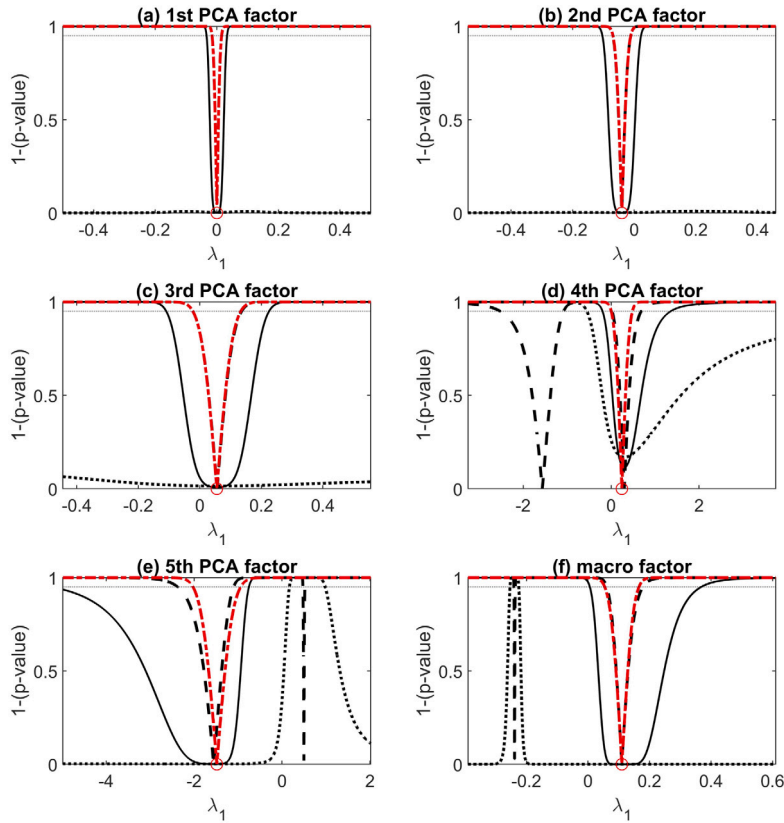 (a) 1st PCA factor
1
0.5
0
1-(p-value)
-0.4 -0.2 0 0.2 0.4
λ1
(b) 2nd PCA factor
1
0.5
0
1-(p-value)
-0.4 -0.2 0 0.2 0.4
λ1
(c) 3rd PCA factor
1
0.5
0
1-(p-value)
-0.4 -0.2 0 0.2 0.4
λ1
(d) 4th PCA factor
1
0.5
0
1-(p-value)
-2 0 2
λ1
(e) 5th PCA factor
1
0.5
0
1-(p-value)
-4 -2 0 2
λ1
(f) macro factor
1
0.5
0
1-(p-value)
-0.2 0 0.2 0.4 0.6
λ1